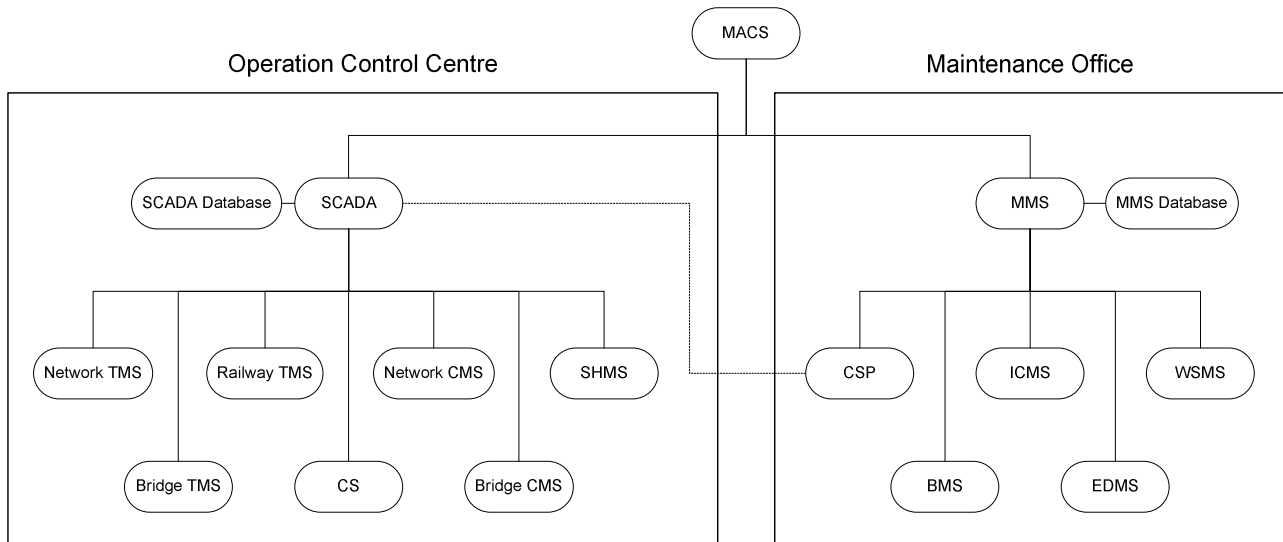 MACS
Operation Control Centre
Maintenance Office
SCADA Database
SCADA
MMS
MMS Database
Network TMS
Railway TMS
Network CMS
SHMS
CSP
ICMS
WSMS
Bridge TMS
CS
Bridge CMS
BMS
EDMS